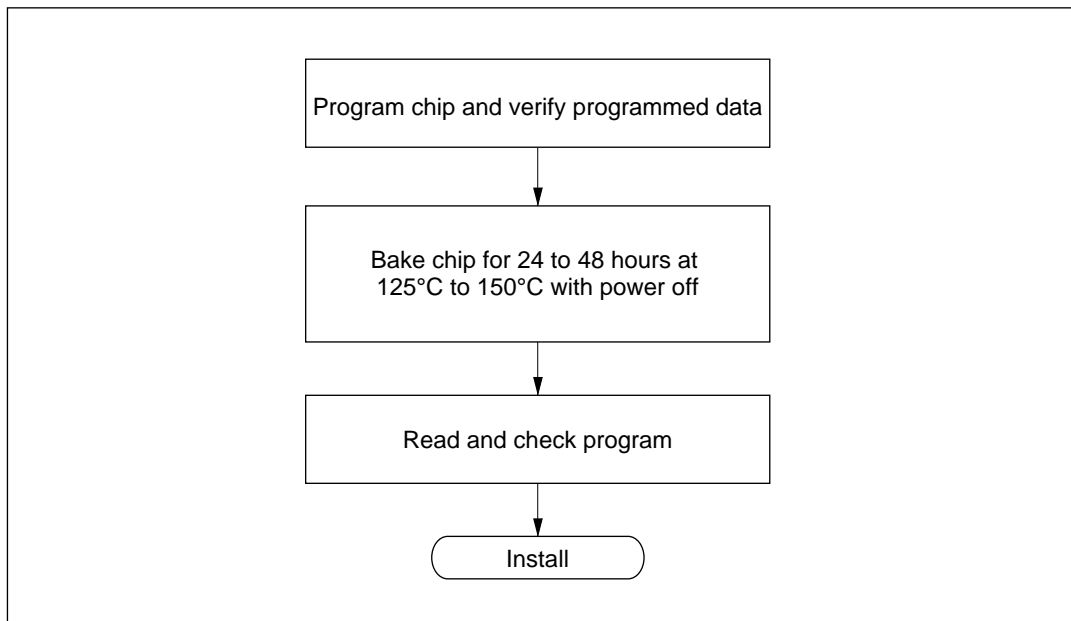 Program chip and verify programmed data
Bake chip for 24 to 48 hours at
125°C to 150°C with power off
Read and check program
Install